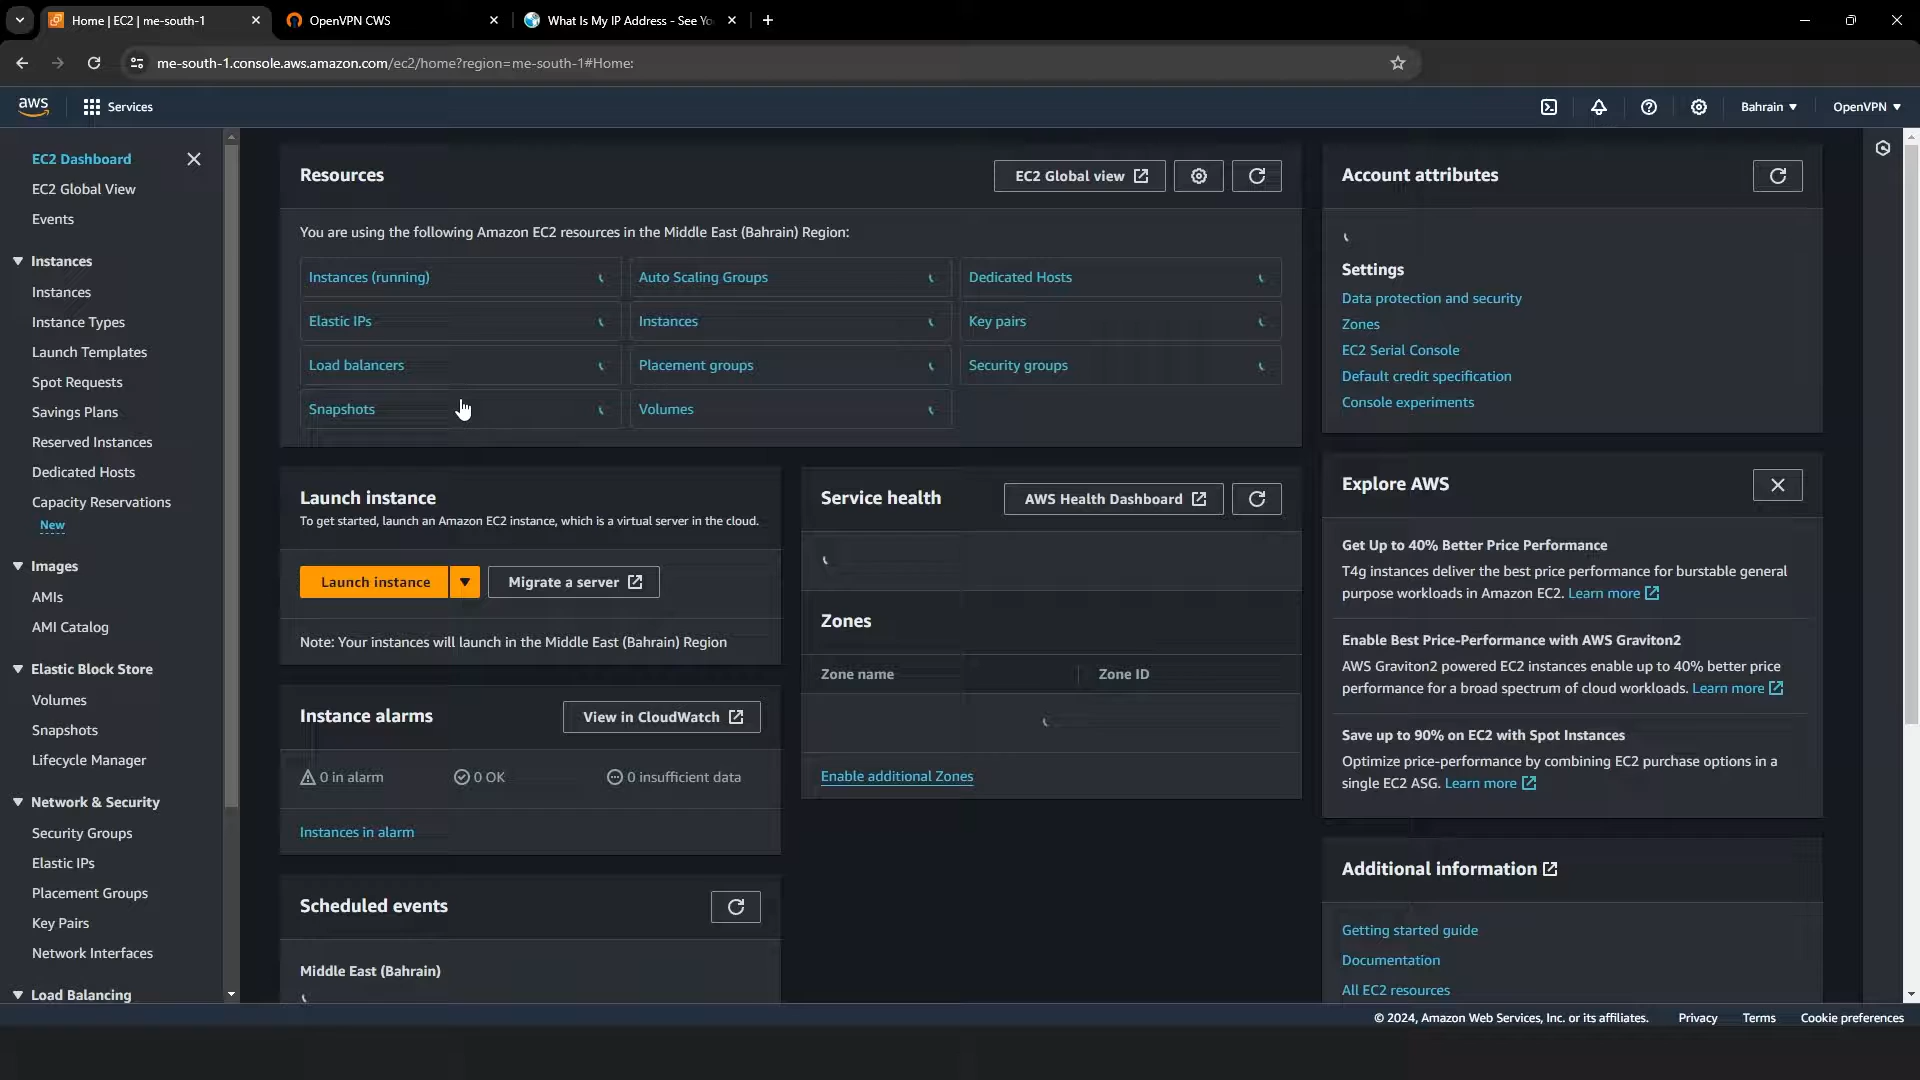 Home | EC2 | me-south-1
OpenVPN CWS
What Is My IP Address - See Yo
me-south-1.console.aws.amazon.com/ec2/home?region=me-south-1#Home:
aws
Services
Bahrain
OpenVPN
EC2 Dashboard
EC2 Global View
Events
Instances
Instances
Instance Types
Launch Templates
Spot Requests
Savings Plans
Reserved Instances
Dedicated Hosts
Capacity Reservations
New
Images
AMIs
AMI Catalog
Elastic Block Store
Volumes
Snapshots
Lifecycle Manager
Network & Security
Security Groups
Elastic IPs
Placement Groups
Key Pairs
Network Interfaces
Load Balancing
Resources
EC2 Global view
You are using the following Amazon EC2 resources in the Middle East (Bahrain) Region:
Instances (running)
Auto Scaling Groups
Dedicated Hosts
Elastic IPs
Instances
Key pairs
Load balancers
Placement groups
Security groups
Snapshots
Volumes
Launch instance
To get started, launch an Amazon EC2 instance, which is a virtual server in the cloud.
Launch instance
Migrate a server
Note: Your instances will launch in the Middle East (Bahrain) Region
Instance alarms
View in CloudWatch
0 in alarm
0 OK
0 insufficient data
Instances in alarm
Scheduled events
Middle East (Bahrain)
Service health
AWS Health Dashboard
Zones
Zone name
Zone ID
Enable additional Zones
Account attributes
Settings
Data protection and security
Zones
EC2 Serial Console
Default credit specification
Console experiments
Explore AWS
Get Up to 40% Better Price Performance
T4g instances deliver the best price performance for burstable general
purpose workloads in Amazon EC2. Learn more
Enable Best Price-Performance with AWS Graviton2
AWS Graviton2 powered EC2 instances enable up to 40% better price
performance for a broad spectrum of cloud workloads. Learn more
Save up to 90% on EC2 with Spot Instances
Optimize price-performance by combining EC2 purchase options in a
single EC2 ASG. Learn more
Additional information
Getting started guide
Documentation
All EC2 resources
© 2024, Amazon Web Services, Inc. or its affiliates.
Privacy
Terms
Cookie preferences